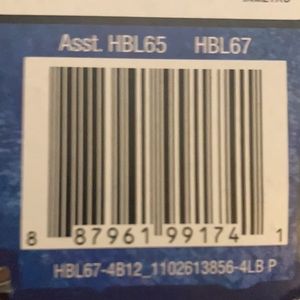 Asst. HBL65 HBL67
8 87961 99174 1
HBL67-4B12_1102613856-4LB P